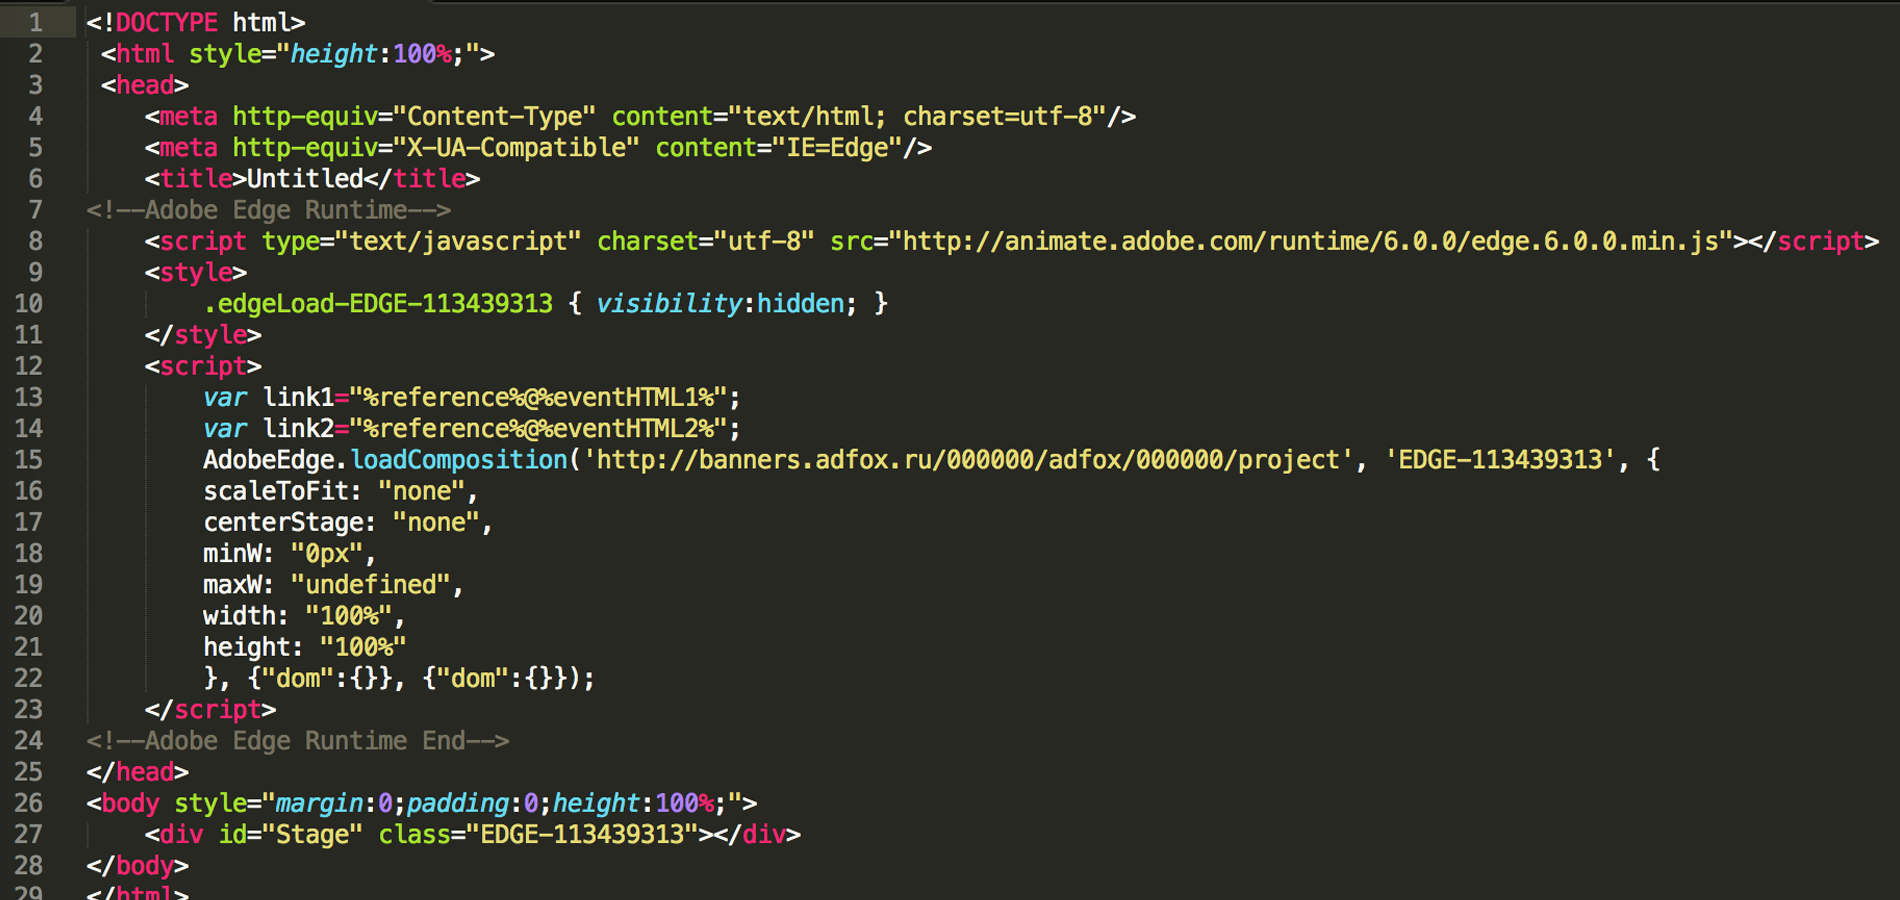 1 <!DOCTYPE html>
2 <html style="height:100%;">
3 <head>
4 <meta http-equiv="Content-Type" content="text/html; charset=utf-8"/>
5 <meta http-equiv="X-UA-Compatible" content="IE=Edge"/>
6 <title>Untitled</title>
7 <!--Adobe Edge Runtime-->
8 <script type="text/javascript" charset="utf-8" src="http://animate.adobe.com/runtime/6.0.0/edge.6.0.0.min.js"></script>
9 <style>
10 .edgeLoad-EDGE-113439313 { visibility:hidden; }
11 </style>
12 <script>
13 var link1="%reference%@%eventHTML1%";
14 var link2="%reference%@%eventHTML2%";
15 AdobeEdge.loadComposition('http://banners.adfox.ru/000000/adfox/000000/project', 'EDGE-113439313', {
16 scaleToFit: "none",
17 centerStage: "none",
18 minW: "0px",
19 maxW: "undefined",
20 width: "100%",
21 height: "100%"
22 }, {"dom":{}}, {"dom":{}});
23 </script>
24 <!--Adobe Edge Runtime End-->
25 </head>
26 <body style="margin:0;padding:0;height:100%;">
27 <div id="Stage" class="EDGE-113439313"></div>
28 </body>
29 </html>